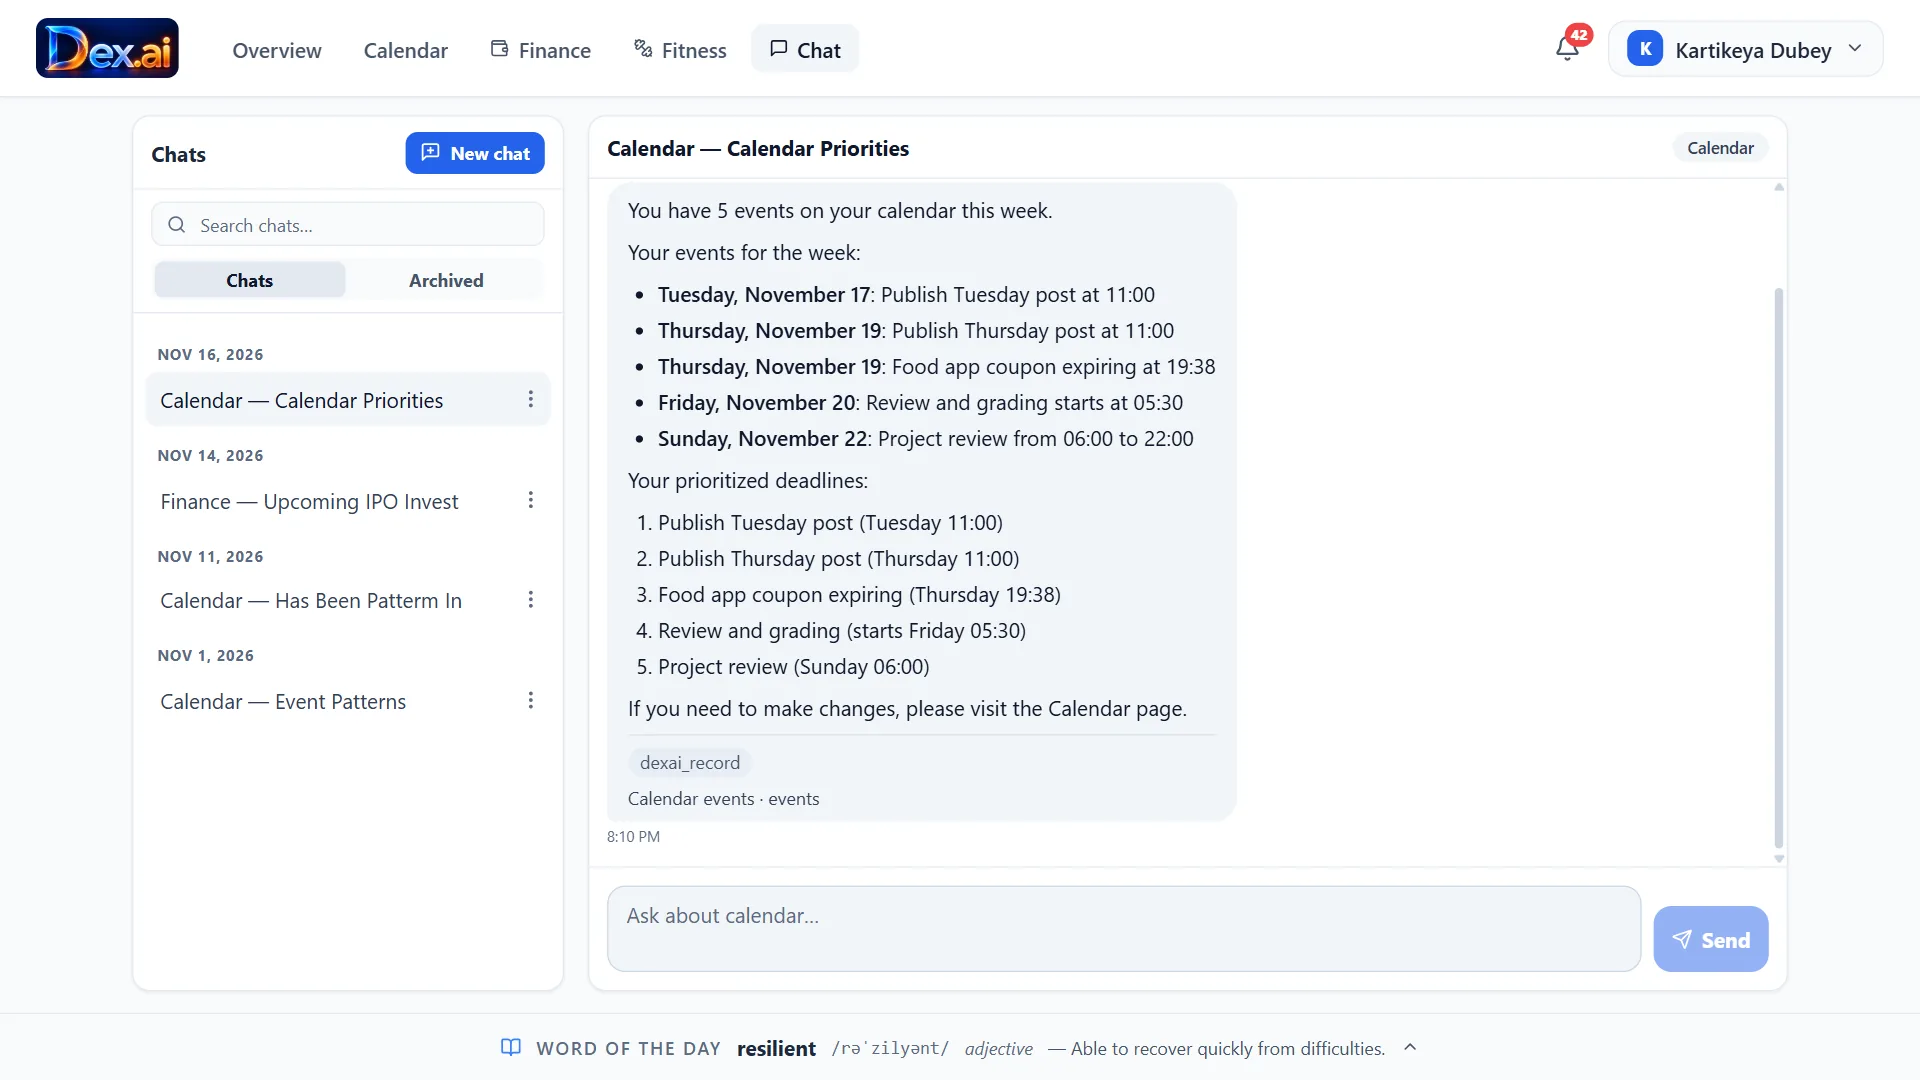 Dex.ai
Overview
Calendar
Finance
Fitness
Chat
42
K
Kartikeya Dubey
Chats
New chat
Search chats...
Chats
Archived
NOV 16, 2026
Calendar — Calendar Priorities
NOV 14, 2026
Finance — Upcoming IPO Invest
NOV 11, 2026
Calendar — Has Been Patterm In
NOV 1, 2026
Calendar — Event Patterns
Calendar — Calendar Priorities
Calendar
You have 5 events on your calendar this week.
Your events for the week:
• Tuesday, November 17: Publish Tuesday post at 11:00
• Thursday, November 19: Publish Thursday post at 11:00
• Thursday, November 19: Food app coupon expiring at 19:38
• Friday, November 20: Review and grading starts at 05:30
• Sunday, November 22: Project review from 06:00 to 22:00
Your prioritized deadlines:
1. Publish Tuesday post (Tuesday 11:00)
2. Publish Thursday post (Thursday 11:00)
3. Food app coupon expiring (Thursday 19:38)
4. Review and grading (starts Friday 05:30)
5. Project review (Sunday 06:00)
If you need to make changes, please visit the Calendar page.
dexai_record
Calendar events · events
8:10 PM
Ask about calendar...
Send
WORD OF THE DAY resilient /rəˈzilyənt/ adjective — Able to recover quickly from difficulties.